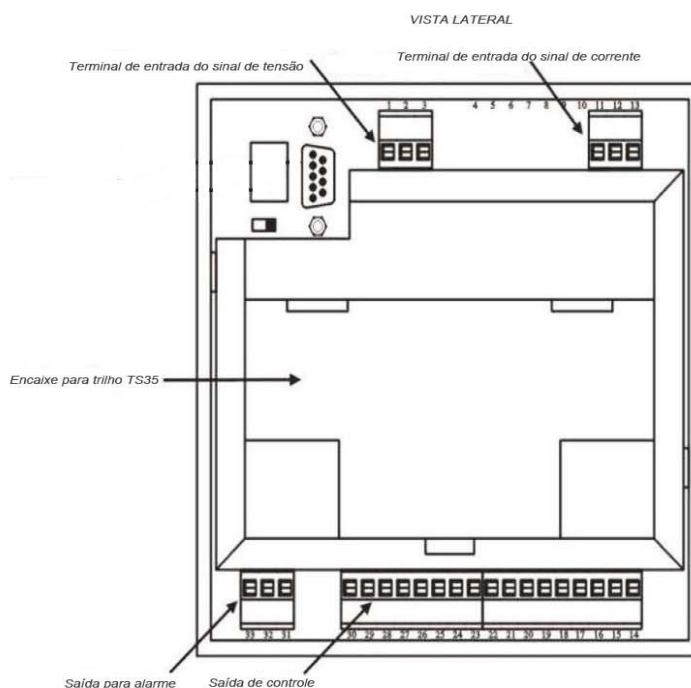 VISTA LATERAL
Terminal de entrada do sinal de tensão
Terminal de entrada do sinal de corrente
1 2 3 4 5 6 7 8 9 10 11 12 13
Encaixe para trilho TS35
33 32 31 30 29 28 27 26 25 24 23 22 21 20 19 18 17 16 15 14
Saída para alarme
Saída de controle